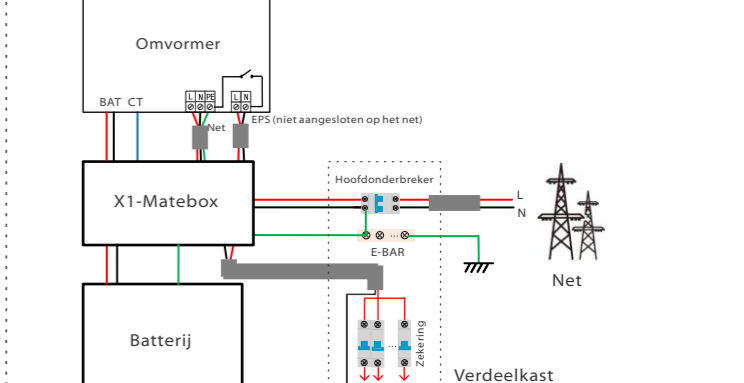 Omvormer
L N PE
L N
BAT CT
EPS (niet aangesloten op het net)
Net
Hoofdonderbreker
X1-Matebox
L
N
E-BAR
Net
Batterij
Zekering
Verdeelkast